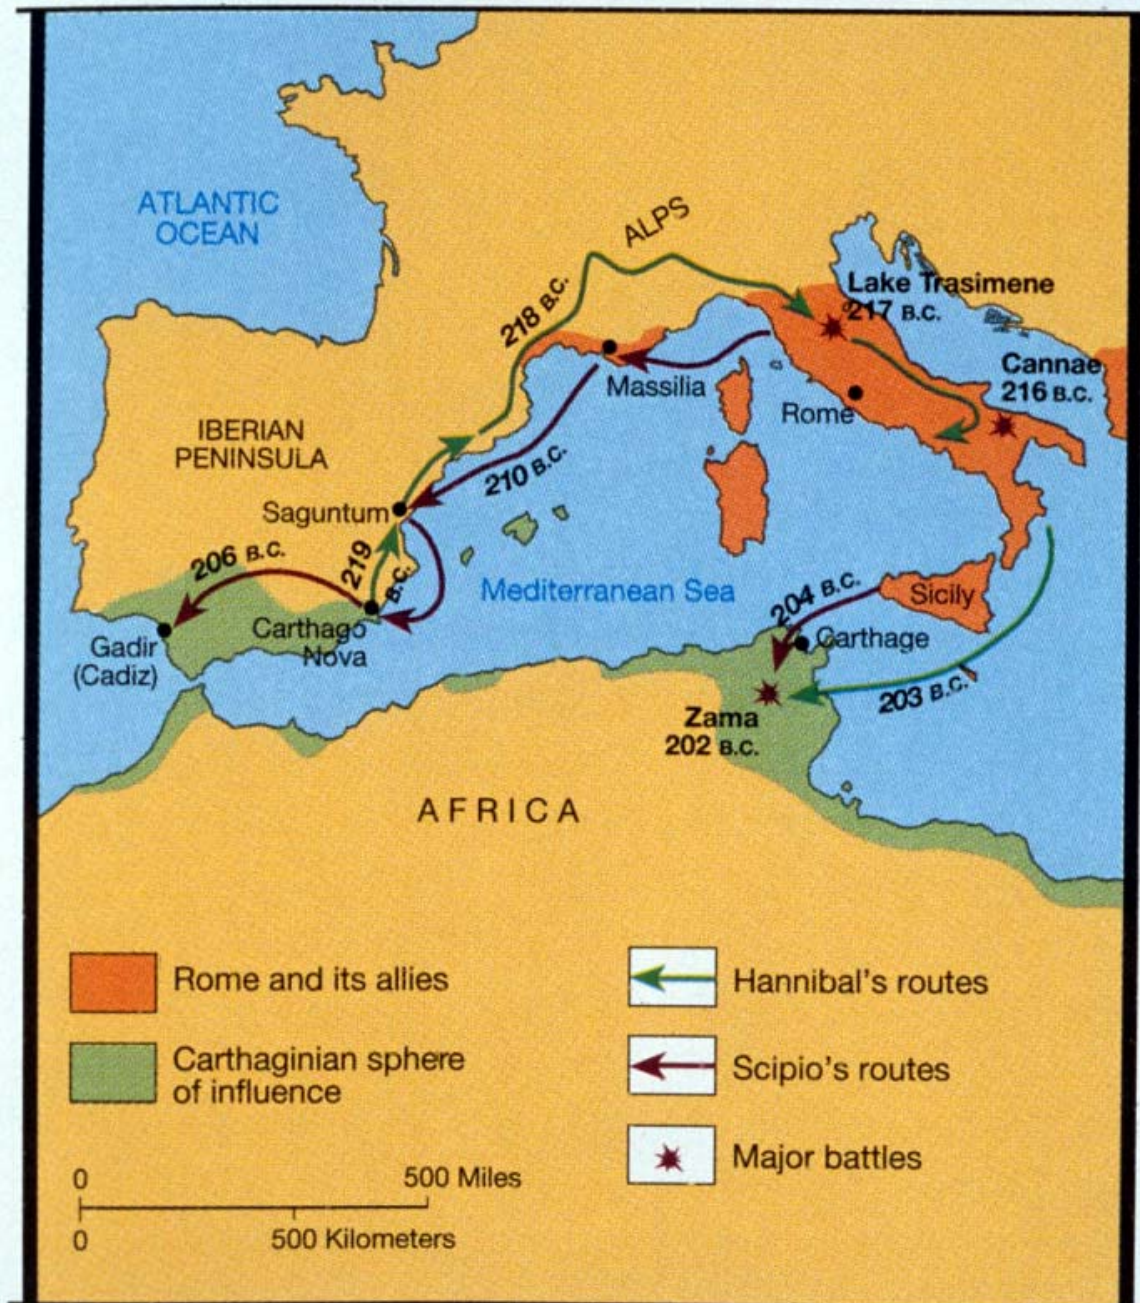 ATLANTIC
OCEAN
ALPS
218 B.C.
Lake Trasimene
217 B.C.
Cannae
216 B.C.
Massilia
Rome
IBERIAN
PENINSULA
210 B.C.
Saguntum
206 B.C.
219
B.C.
Mediterranean Sea
204 B.C.
Sicily
Gadir
(Cadiz)
Carthago
Nova
Carthage
203 B.C.
Zama
202 B.C.
AFRICA
Rome and its allies
Carthaginian sphere
of influence
Hannibal's routes
Scipio's routes
Major battles
0
500 Miles
0
500 Kilometers